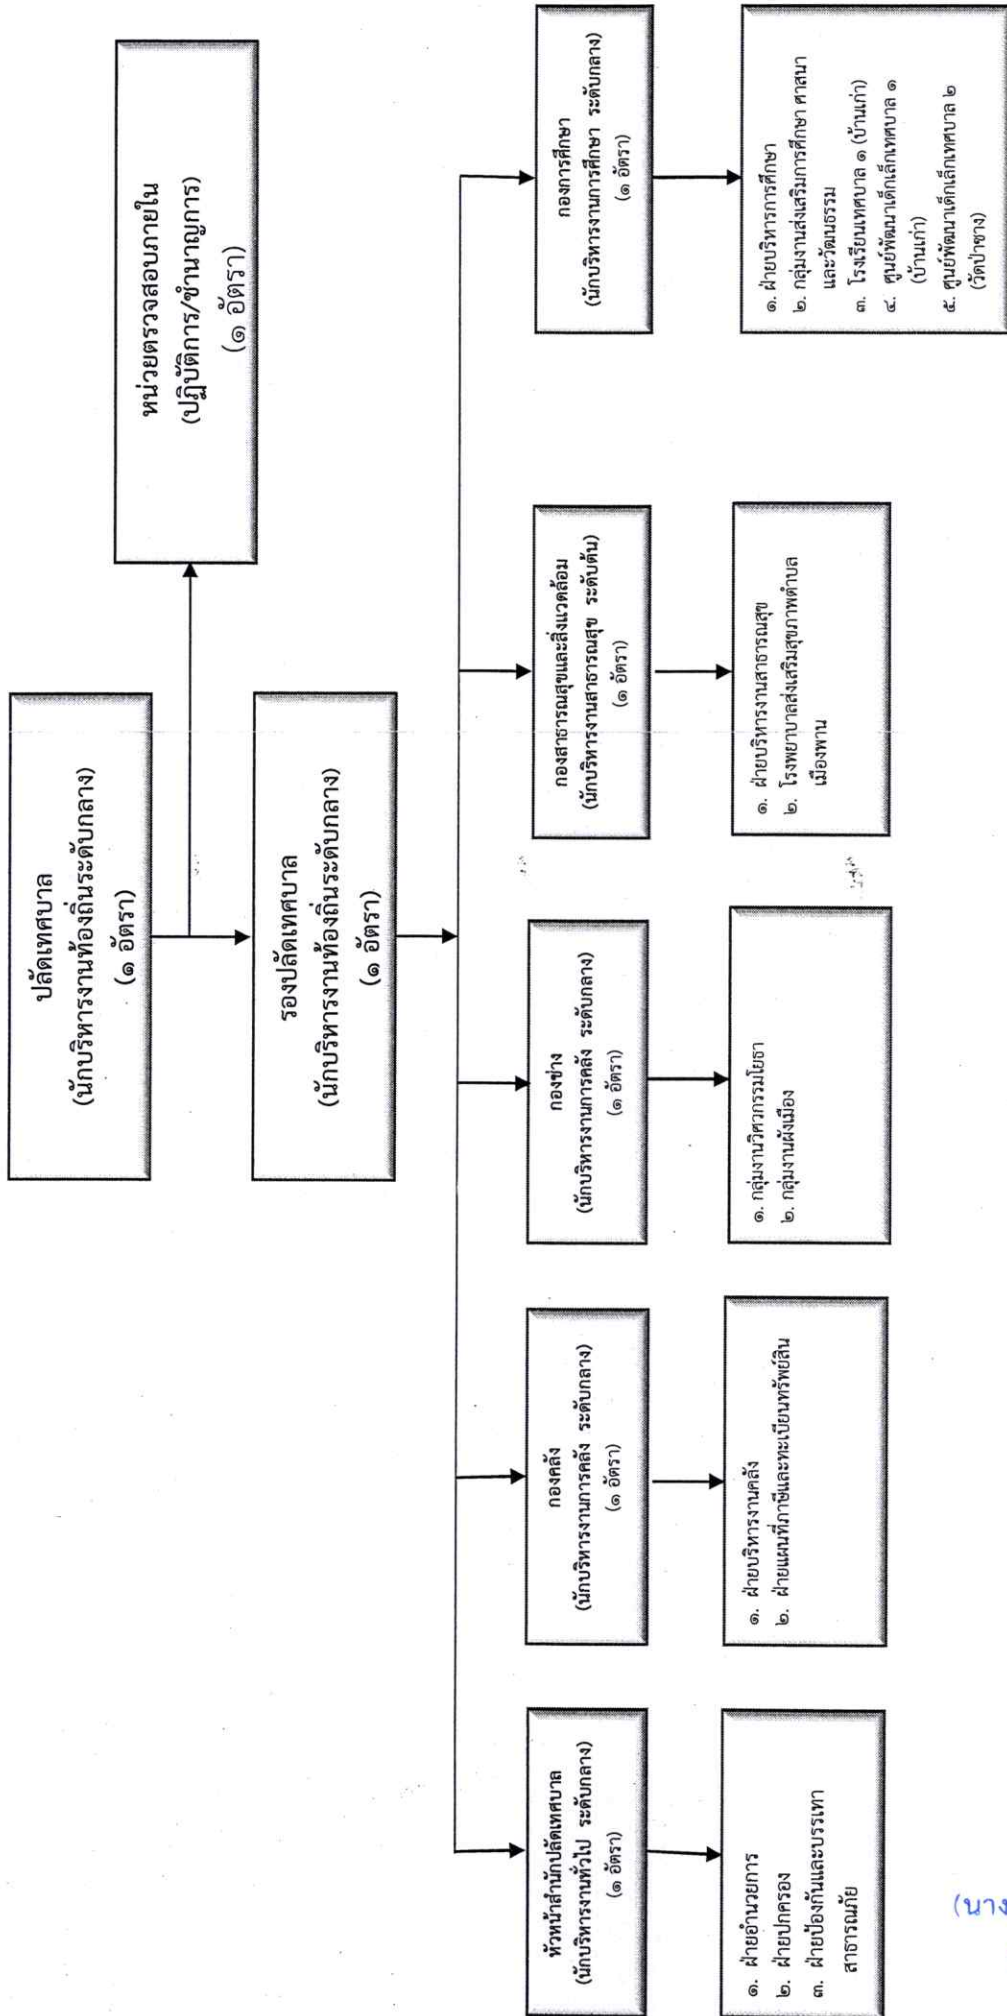 ปลัดเทศบาล
(นักบริหารงานท้องถิ่นระดับกลาง)
(๑ อัตรา)
หน่วยตรวจสอบภายใน
(ปฏิบัติการ/ชำนาญการ)
(๑ อัตรา)
รองปลัดเทศบาล
(นักบริหารงานท้องถิ่นระดับกลาง)
(๑ อัตรา)
หัวหน้าสำนักปลัดเทศบาล
(นักบริหารงานทั่วไป ระดับกลาง)
(๑ อัตรา)
กองคลัง
(นักบริหารงานการคลัง ระดับกลาง)
(๑ อัตรา)
กองช่าง
(นักบริหารงานการคลัง ระดับกลาง)
(๑ อัตรา)
กองสาธารณสุขและสิ่งแวดล้อม
(นักบริหารงานสาธารณสุข ระดับต้น)
(๑ อัตรา)
กองการศึกษา
(นักบริหารงานการศึกษา ระดับกลาง)
(๑ อัตรา)
๑. ฝ่ายอำนวยการ
๒. ฝ่ายปกครอง
๓. ฝ่ายป้องกันและบรรเทา
สาธารณภัย
๑. ฝ่ายบริหารงานคลัง
๒. ฝ่ายแผนที่ภาษีและทะเบียนทรัพย์สิน
๑. กลุ่มงานวิศวกรรมโยธา
๒. กลุ่มงานผังเมือง
๑. ฝ่ายบริหารงานสาธารณสุข
๒. โรงพยาบาลส่งเสริมสุขภาพตำบล
เมืองพาน
๑. ฝ่ายบริหารการศึกษา
๒. กลุ่มงานส่งเสริมการศึกษา ศาสนา
และวัฒนธรรม
๓. โรงเรียนเทศบาล ๑ (บ้านเก่า)
๔. ศูนย์พัฒนาเด็กเล็กเทศบาล ๑
(บ้านเก่า)
๕. ศูนย์พัฒนาเด็กเล็กเทศบาล ๒
(วัดป่าซาง)
(นาง